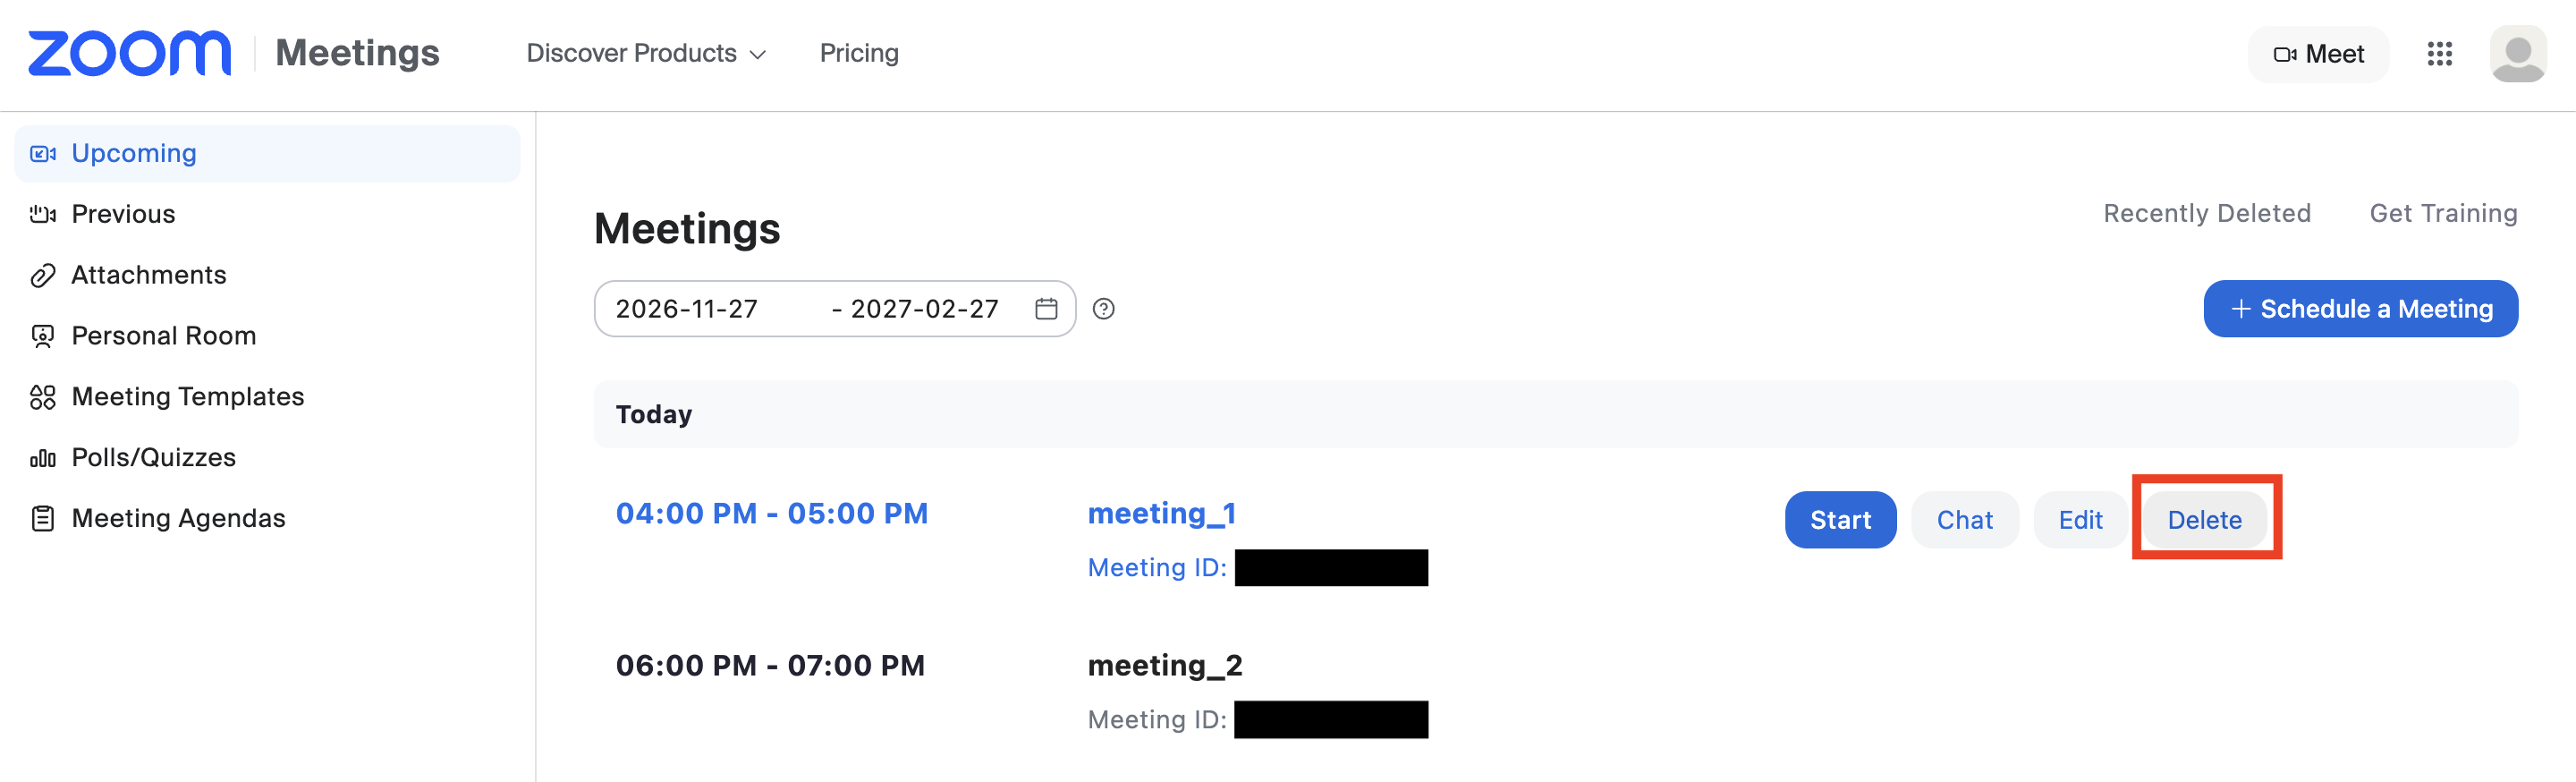 zoom Meetings Discover Products Pricing Meet
Upcoming
Previous
Attachments
Personal Room
Meeting Templates
Polls/Quizzes
Meeting Agendas
Recently Deleted Get Training
Meetings
2026-11-27 - 2027-02-27
+ Schedule a Meeting
Today
04:00 PM - 05:00 PM meeting_1 Start Chat Edit Delete
Meeting ID:
06:00 PM - 07:00 PM meeting_2
Meeting ID: